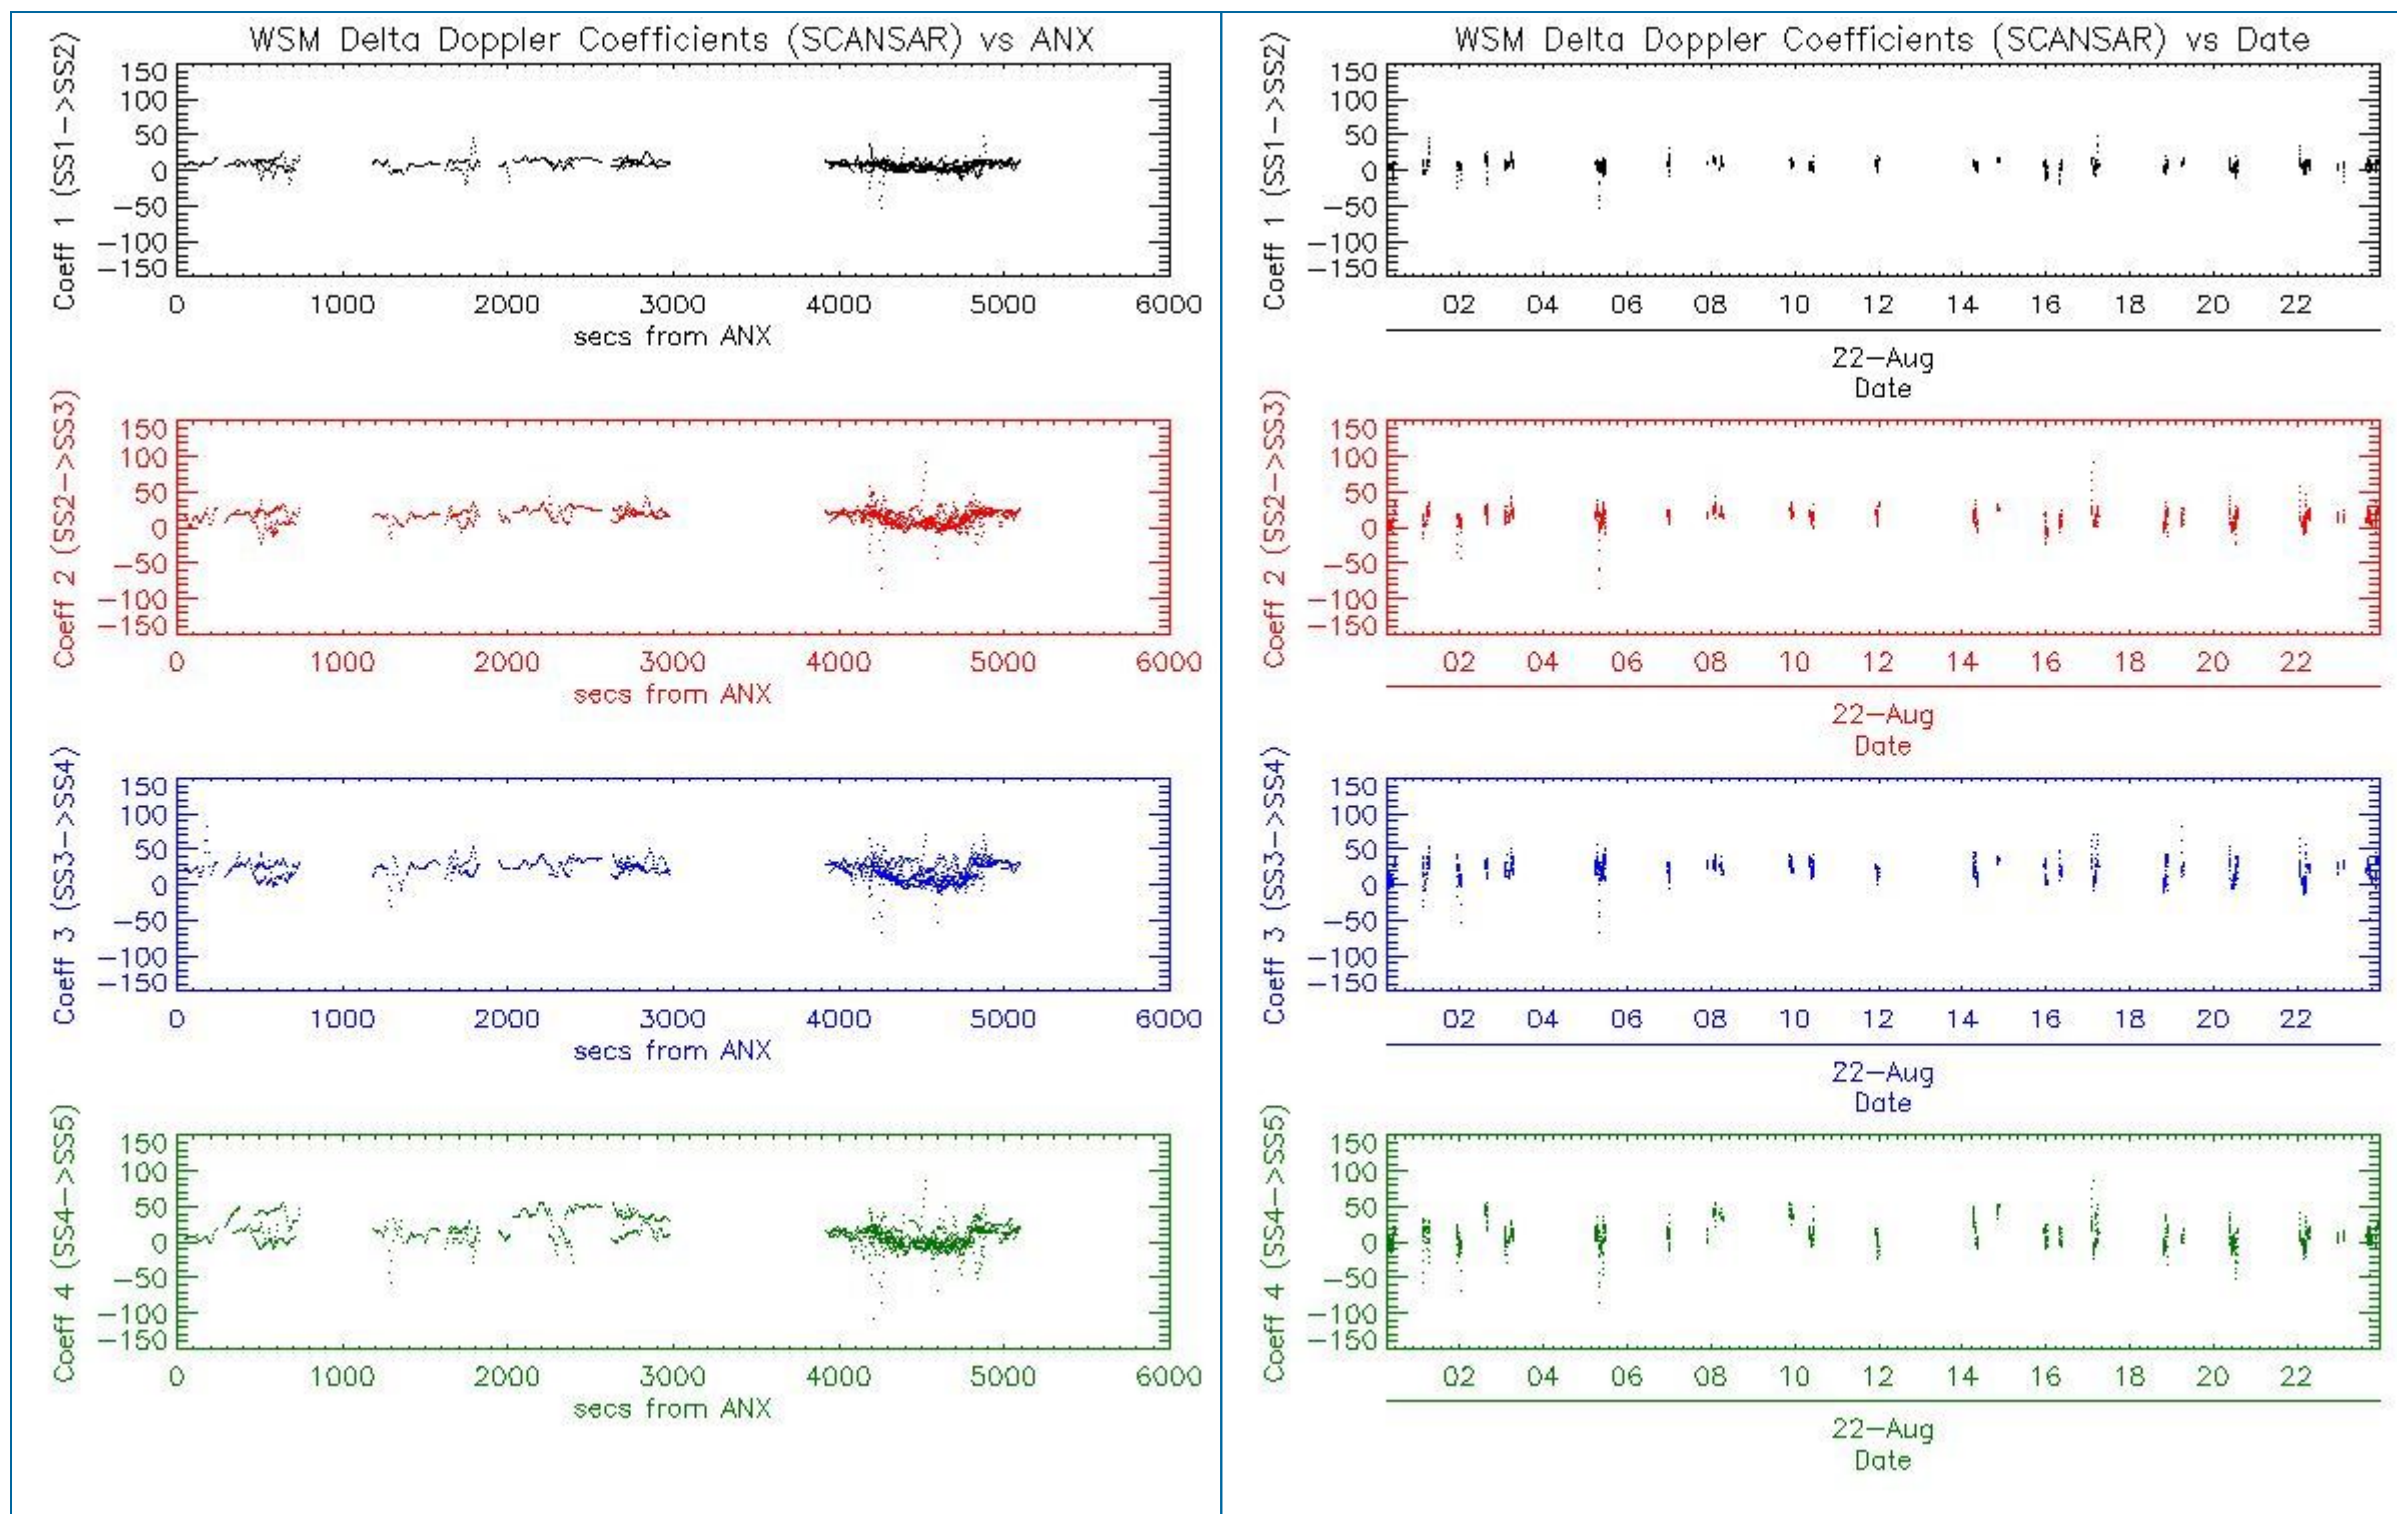 WSM Delta Doppler Coefficients (SCANSAR) vs ANX
Coeff 1 (SS1->SS2)
150
100
50
0
-50
-100
-150
0 1000 2000 3000 4000 5000 6000
secs from ANX
Coeff 2 (SS2->SS3)
150
100
50
0
-50
-100
-150
0 1000 2000 3000 4000 5000 6000
secs from ANX
Coeff 3 (SS3->SS4)
150
100
50
0
-50
-100
-150
0 1000 2000 3000 4000 5000 6000
secs from ANX
Coeff 4 (SS4->SS5)
150
100
50
0
-50
-100
-150
0 1000 2000 3000 4000 5000 6000
secs from ANX
WSM Delta Doppler Coefficients (SCANSAR) vs Date
Coeff 1 (SS1->SS2)
150
100
50
0
-50
-100
-150
02 04 06 08 10 12 14 16 18 20 22
22-Aug
Date
Coeff 2 (SS2->SS3)
150
100
50
0
-50
-100
-150
02 04 06 08 10 12 14 16 18 20 22
22-Aug
Date
Coeff 3 (SS3->SS4)
150
100
50
0
-50
-100
-150
02 04 06 08 10 12 14 16 18 20 22
22-Aug
Date
Coeff 4 (SS4->SS5)
150
100
50
0
-50
-100
-150
02 04 06 08 10 12 14 16 18 20 22
22-Aug
Date